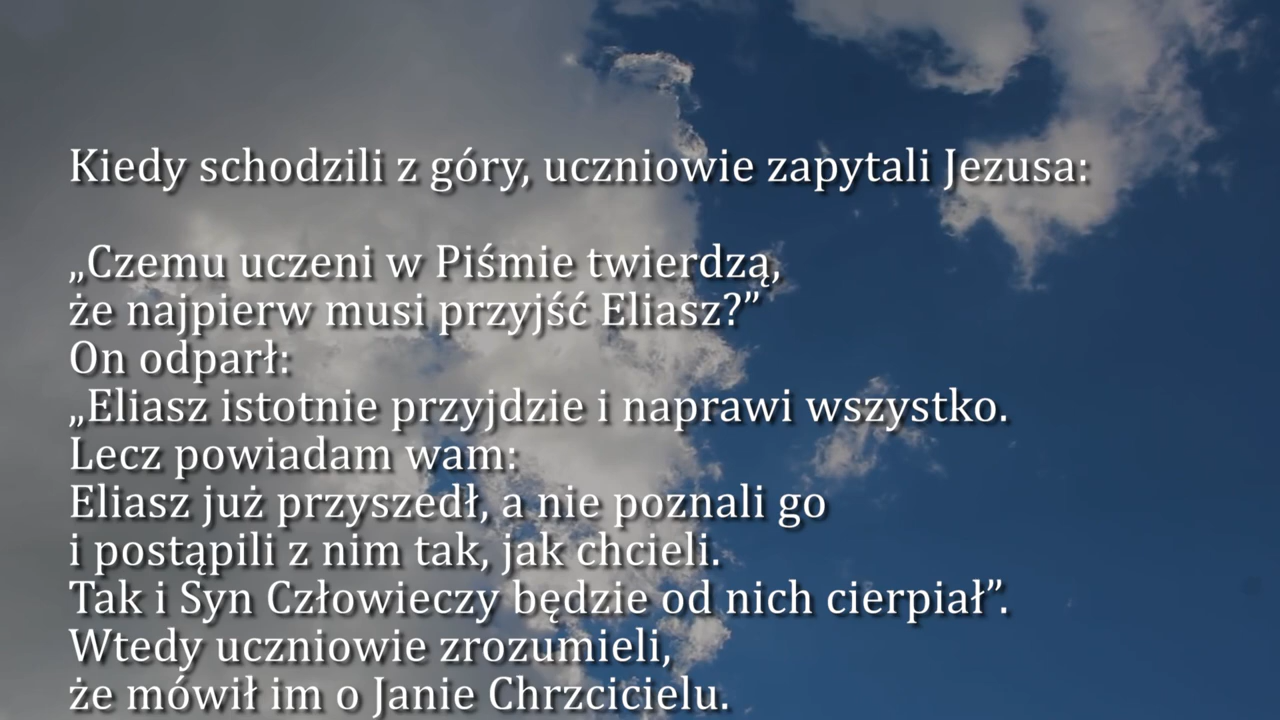 Kiedy schodzili z góry, uczniowie zapytali Jezusa:
„Czemu uczeni w Piśmie twierdzą,
że najpierw musi przyjść Eliasz?”
On odparł:
„Eliasz istotnie przyjdzie i naprawi wszystko.
Lecz powiadam wam:
Eliasz już przyszedł, a nie poznali go
i postąpili z nim tak, jak chcieli.
Tak i Syn Człowieczy będzie od nich cierpiał”.
Wtedy uczniowie zrozumieli,
że mówił im o Janie Chrzcicielu.